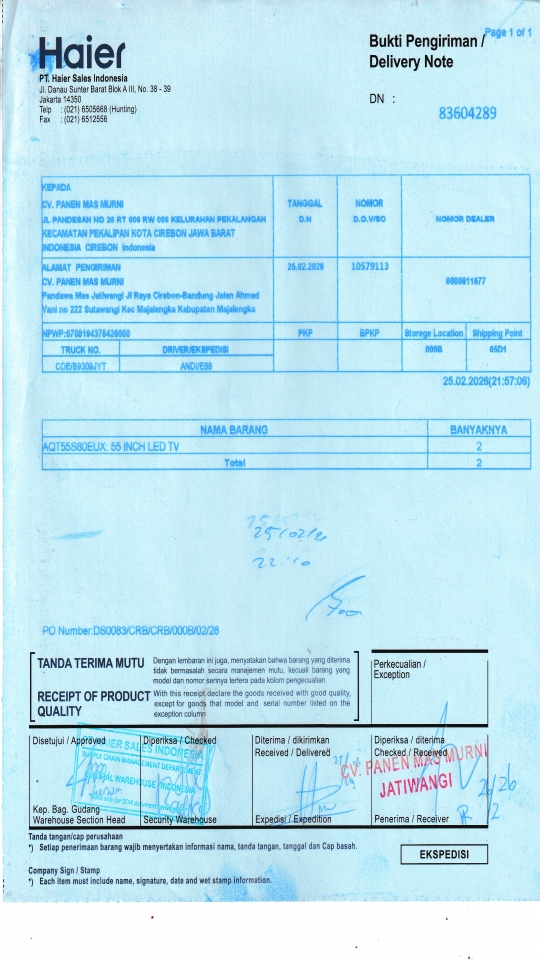 Page 1 of 1
Haier
Bukti Pengiriman /
Delivery Note
PT. Haier Sales Indonesia
Jl. Danau Sunter Barat Blok A III, No. 38 - 39
Jakarta 14350
Telp : (021) 6505668 (Hunting)
Fax : (021) 6512556
DN :
83604289
KEPADA
CV. PANEN MAS MURNI
JL PANDESAN NO 26 RT 006 RW 006 KELURAHAN PEKALANGAN
KECAMATAN PEKALIPAN KOTA CIREBON JAWA BARAT
INDONESIA CIREBON indonesia
TANGGAL
D.N
NOMOR
D.O.V/SO
NOMOR DEALER
ALAMAT PENGIRIMAN
CV. PANEN MAS MURNI
Pandawa Mas Jatiwangi Jl Raya Cirebon-Bandung Jalan Ahmad
Yani no 222 Sutawangi Kec Majalengka Kabupaten Majalengka
25.02.2026
10579113
PKP
BPKP
Storege Location
Shipping Point
TRUCK NO.
DRIVER/EKSPEDISI
000B
65D1
CDE/B9309JYT
25.02.2026(21:57:06)
NAMA BARANG
BANYAKNYA
AQT55S80EUX: 55 INCH LED TV
2
Total
2
25/02/26
22:10
PO Number:DS0083/CRB/CRB/000B/02/26
TANDA TERIMA MUTU
Dengan lembaran ini juga, menyatakan bahwa barang yang diterima
tidak bermasalah secara manajemen mutu, kecuali barang yang
model dan nomor serinya tertera pada kolom pengecualian
RECEIPT OF PRODUCT
QUALITY
With this receipt declare the goods received with good quality,
except for goods that model and serial number listed on the
exception column
Perkecualian /
Exception
Disetujui / Approved
Diperiksa / Checked
Diterima / dikirimkan
Received / Delivered
Diperiksa / diterima
Checked / Received
HAIER SALES INDONESIA
SUPPLY CHAIN MANAGEMENT DEPARTMENT
CV. PANEN MAS MURNI
JATIWANGI
26/26
2
Kep. Bag. Gudang
Warehouse Section Head
Security Warehouse
Expedisi / Expedition
Penerima / Receiver
Tanda tangan/cap perusahaan
*) Setiap penerimaan barang wajib menyertakan informasi nama, tanda tangan, tanggal dan Cap basah.
EKSPEDISI
Company Sign / Stamp
*) Each item must include name, signature, date and wet stamp information.